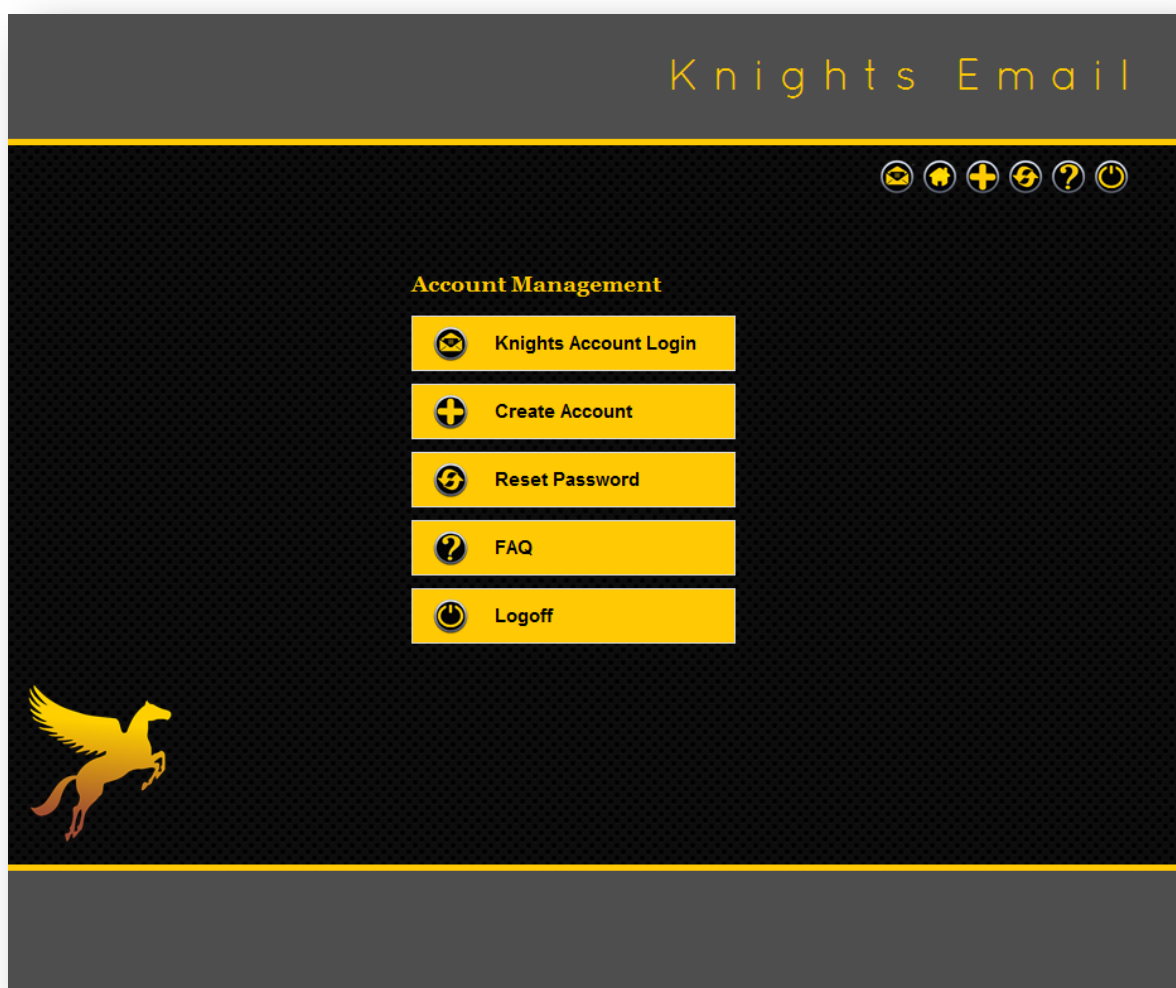 Knights Email
Account Management
Knights Account Login
Create Account
Reset Password
FAQ
Logoff